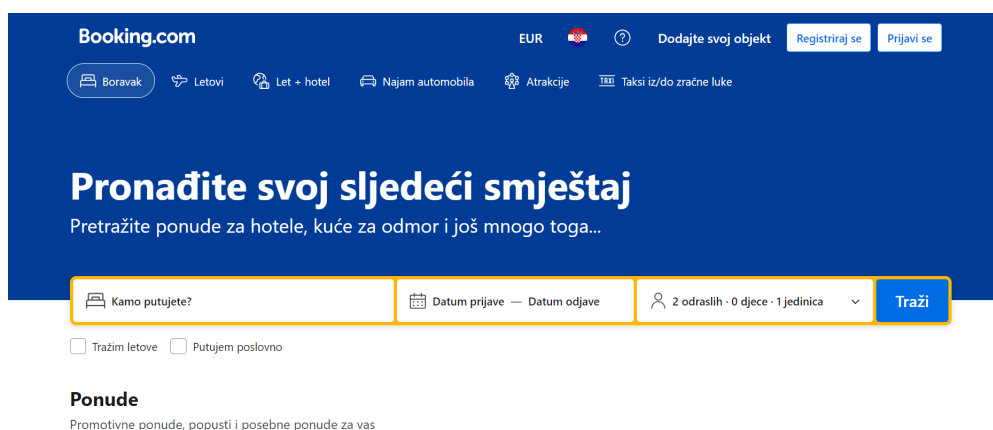 Booking.com EUR Dodajte svoj objekt Registriraj se Prijavi se
Boravak Letovi Let + hotel Najam automobila Atrakcije TAXI Taksi iz/do zračne luke
Pronađite svoj sljedeći smještaj
Pretražite ponude za hotele, kuće za odmor i još mnogo toga...
Kamo putujete? Datum prijave — Datum odjave 2 odraslih · 0 djece · 1 jedinica Traži
Tražim letove Putujem poslovno
Ponude
Promotivne ponude, popusti i posebne ponude za vas